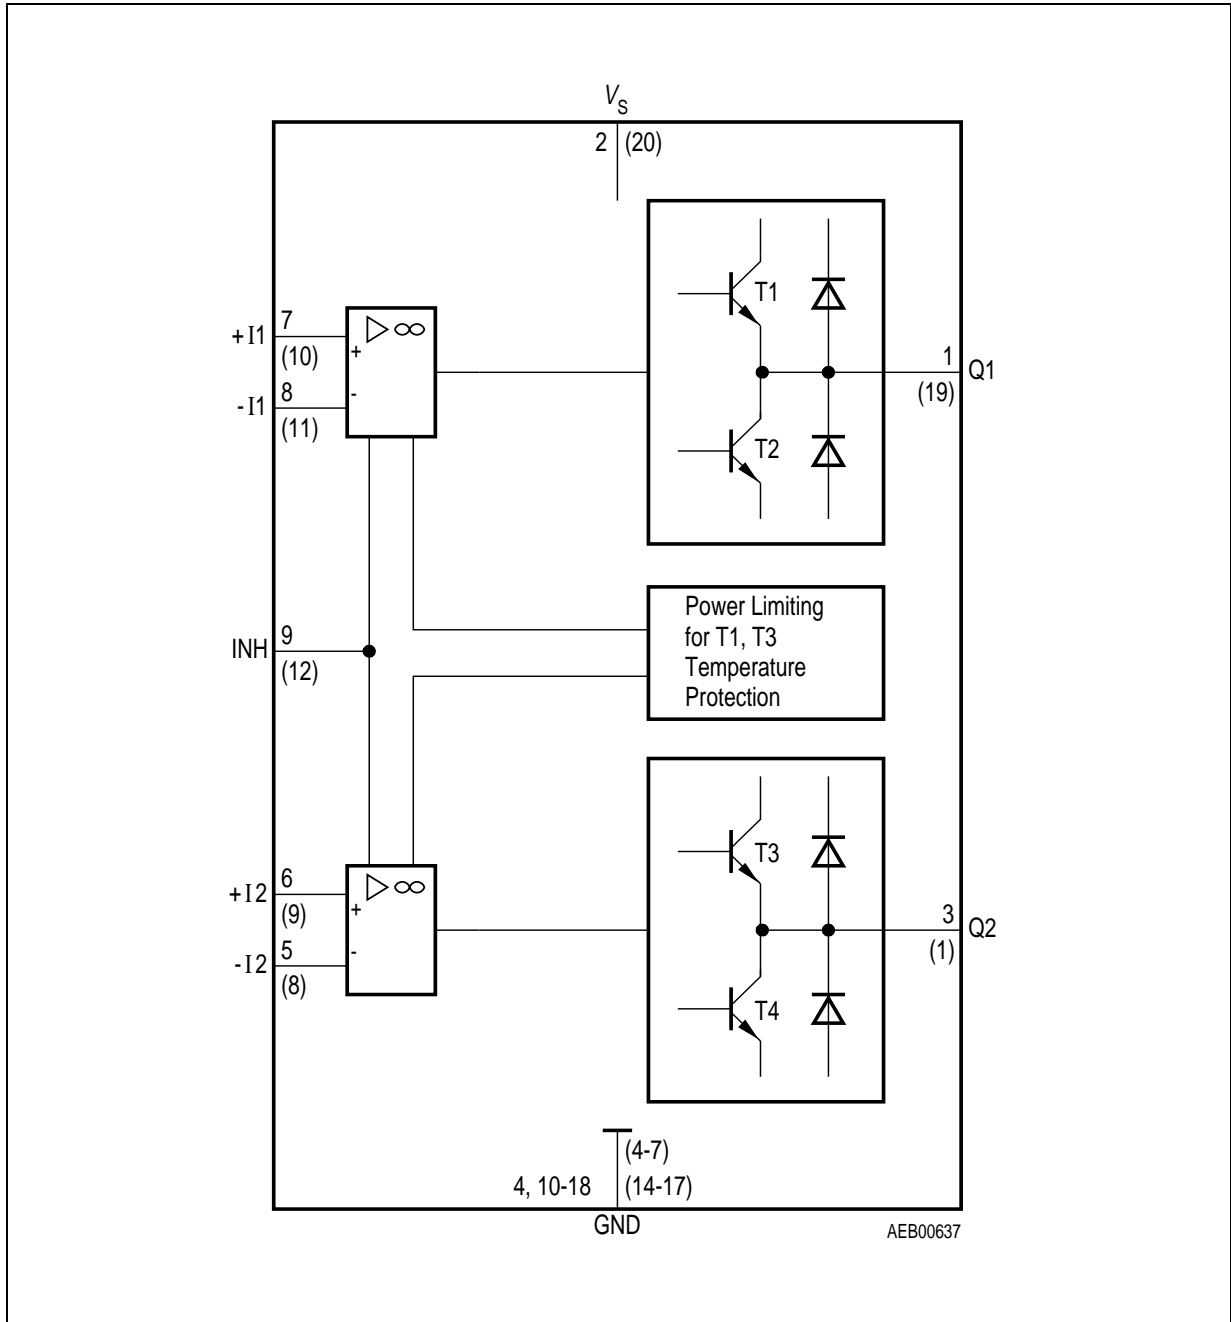 VS
2 (20)
T1
7
+I1
(10)
+
8
-I1
-
(11)
1
Q1
(19)
T2
Power Limiting
for T1, T3
Temperature
Protection
9
INH
(12)
T3
6
+I2
(9)
+
5
-I2
-
(8)
3
Q2
(1)
T4
(4-7)
4, 10-18 (14-17)
GND
AEB00637